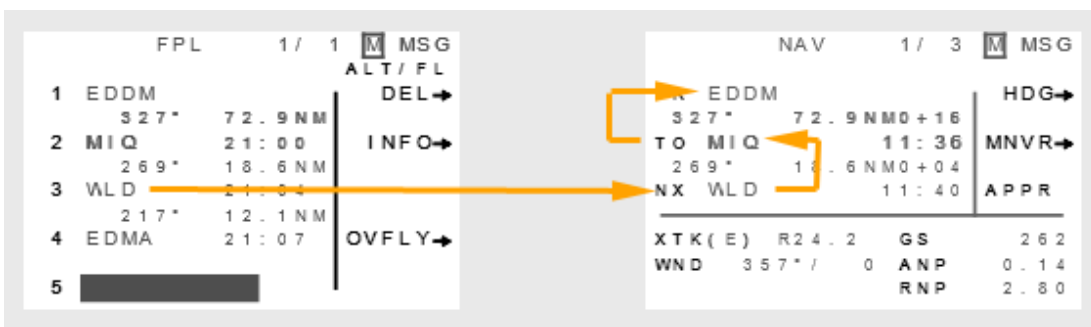 FPL 1/ 1 M MSG
ALT/FL
1 EDDM DEL→
327° 72.9NM
2 MIQ 21:00 INFO→
269° 18.6NM
3 WLD 21:04
217° 12.1NM
4 EDMA 21:07 OVFLY→
5
NAV 1/ 3 M MSG
EDDM HDG→
327° 72.9NM0+16
TO MIQ 11:36 MNVR→
269° 18.6NM0+04
NX WLD 11:40 APPR
XTK(E) R24.2 GS 262
WND 357°/ 0 ANP 0.14
RNP 2.80